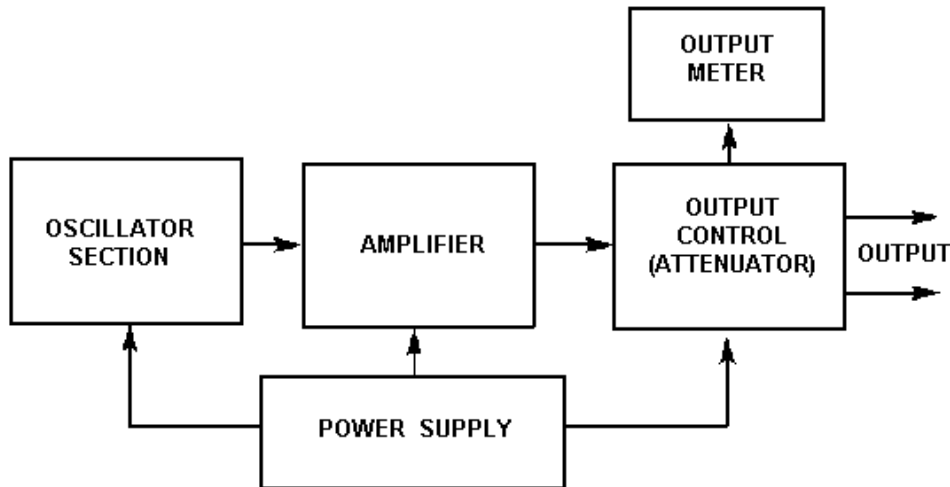 OUTPUT
METER
OSCILLATOR
SECTION
AMPLIFIER
OUTPUT
CONTROL
(ATTENUATOR)
OUTPUT
POWER SUPPLY